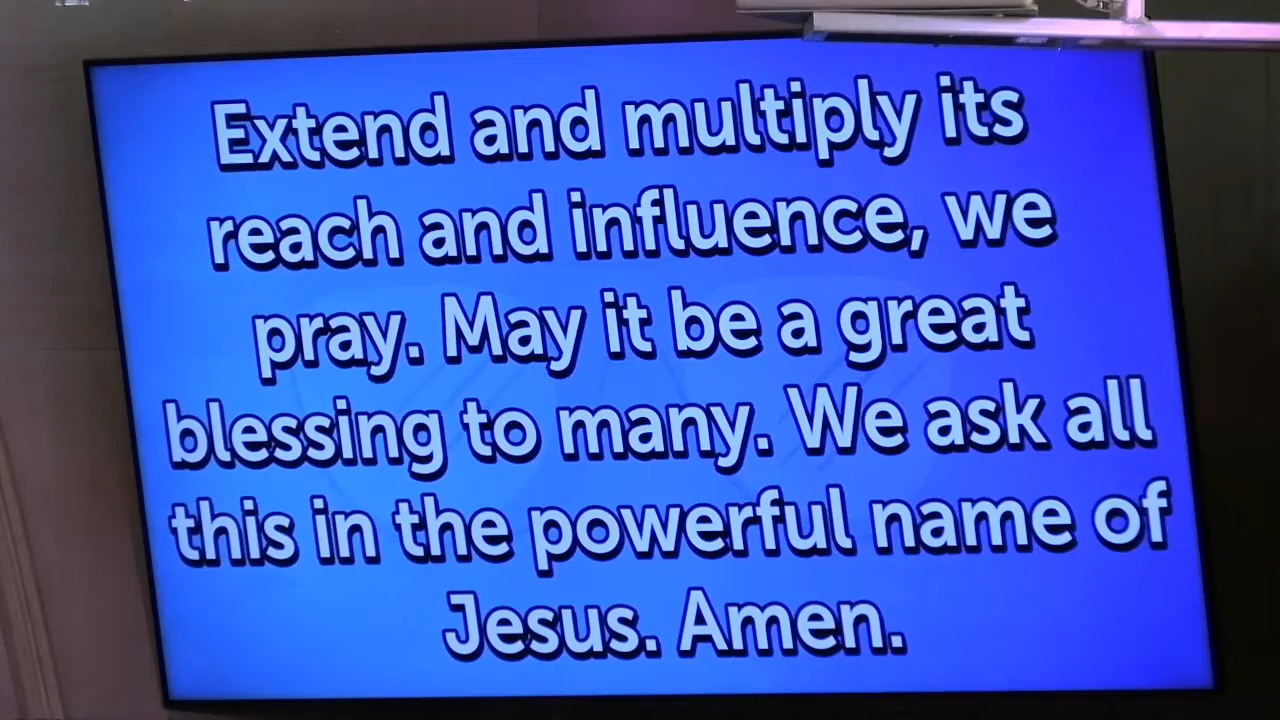 Extend and multiply its
reach and influence, we
pray. May it be a great
blessing to many. We ask all
this in the powerful name of
Jesus. Amen.